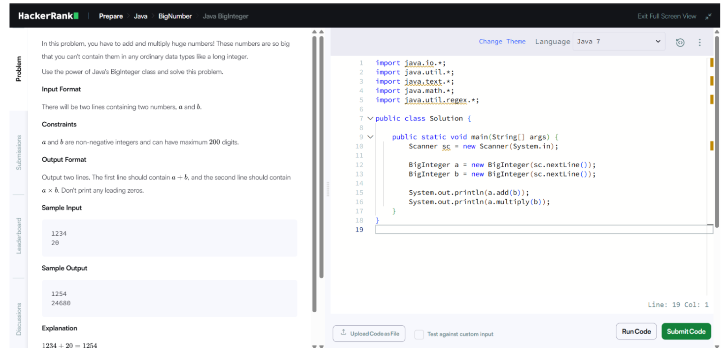 HackerRank Prepare Java BigNumber Java BigInteger Exit Full Screen View
Problem
Submissions
Leaderboard
Discussions
In this problem, you have to add and multiply huge numbers! These numbers are so big
that you can't contain them in any ordinary data types like a long integer.
Use the power of Java's BigInteger class and solve this problem.
Input Format
There will be two lines containing two numbers, a and b.
Constraints
a and b are non-negative integers and can have maximum 200 digits.
Output Format
Output two lines. The first line should contain a + b, and the second line should contain
a × b. Don't print any leading zeros.
Sample Input
1234
20
Sample Output
1254
24680
Explanation
1234 + 20 = 1254
Change Theme Language Java 7
1 import java.io.*;
2 import java.util.*;
3 import java.text.*;
4 import java.math.*;
5 import java.util.regex.*;
6
7 public class Solution {
8
9 public static void main(String[] args) {
10 Scanner sc = new Scanner(System.in);
11
12 BigInteger a = new BigInteger(sc.nextLine());
13 BigInteger b = new BigInteger(sc.nextLine());
14
15 System.out.println(a.add(b));
16 System.out.println(a.multiply(b));
17 }
18 }
19
Line: 19 Col: 1
Upload Code as File Test against custom input Run Code Submit Code